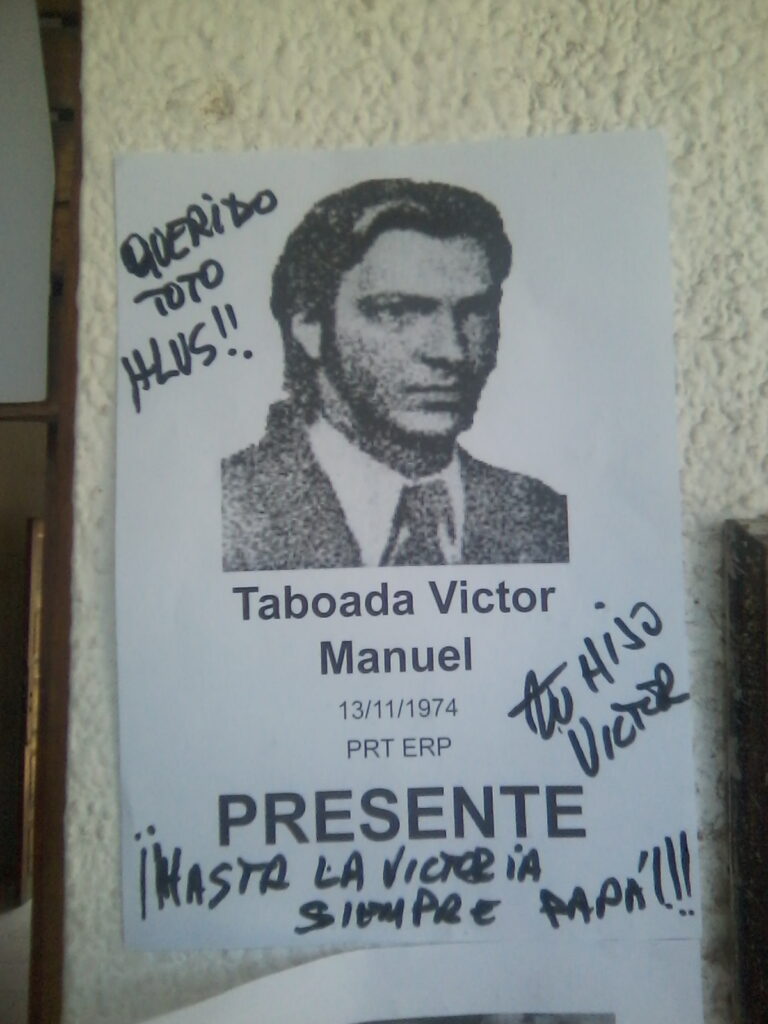 QUERIDO
TOTO
Taboada Victor
Manuel
13/11/1974
PRT ERP
TU HIJO
VICTOR
PRESENTE
¡¡HASTA LA VICTORIA
SIEMPRE PAPÁ!!!